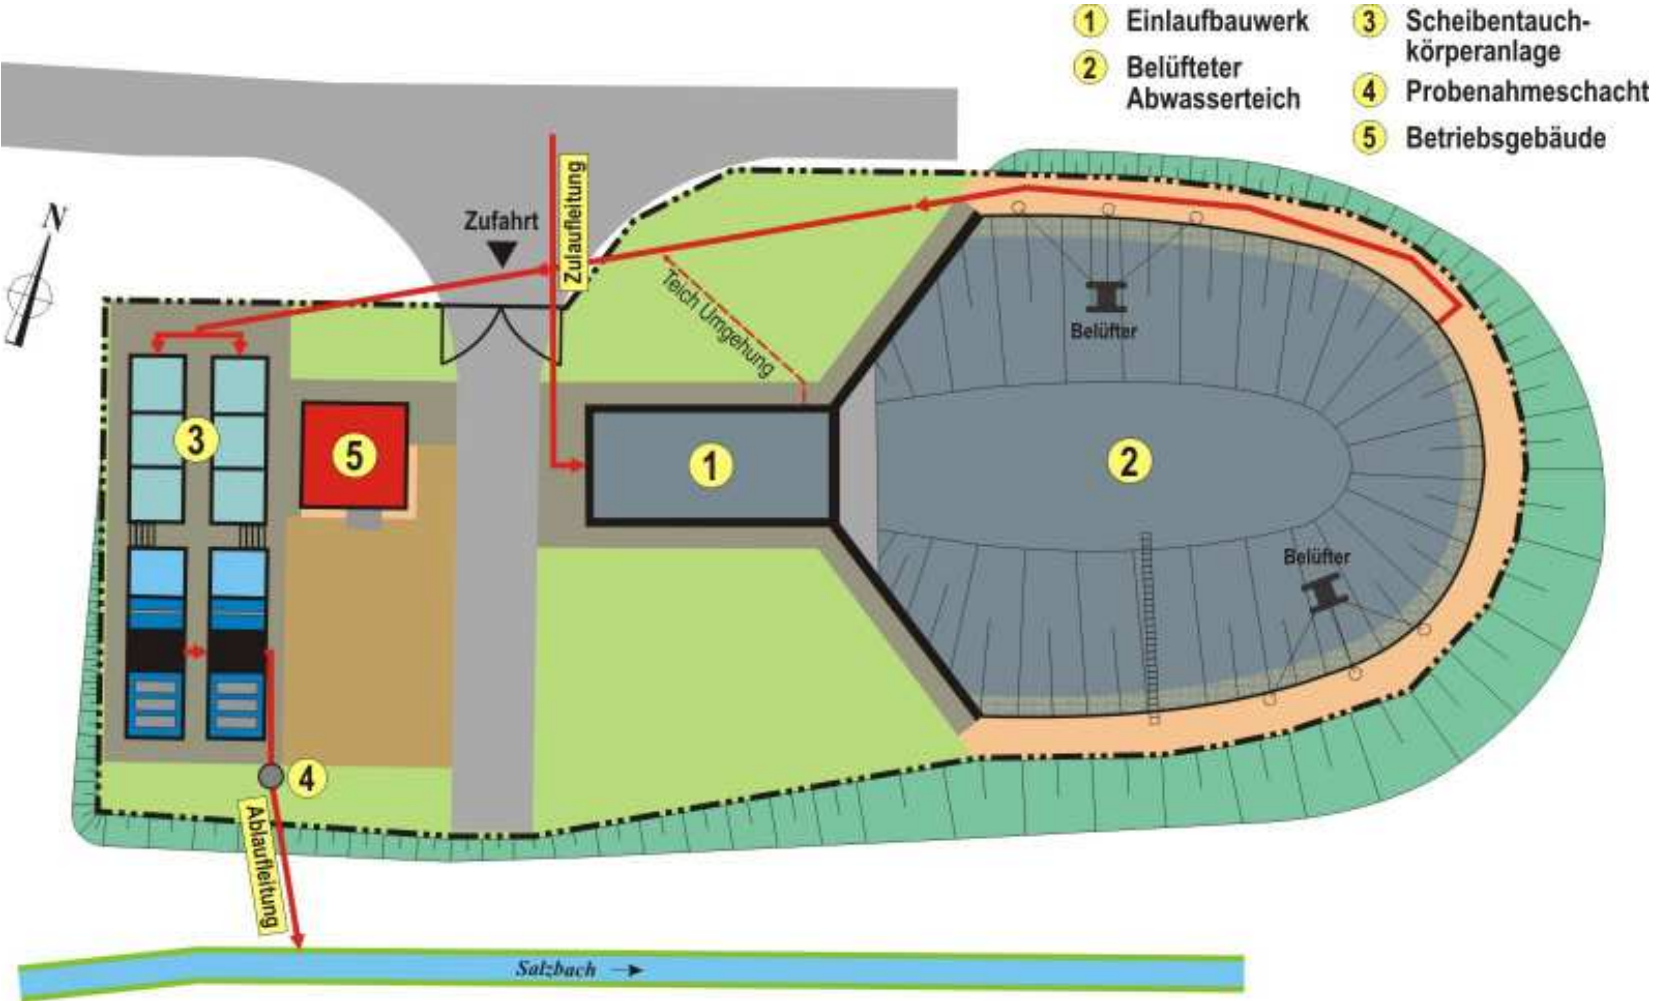 1 Einlaufbauwerk
2 Belüfteter
Abwasserteich
3 Scheibentauch-
körperanlage
4 Probenahmeschacht
5 Betriebsgebäude
N
Zufahrt
Zulaufleitung
Teich Umgehung
Belüfter
3
5
1
2
Belüfter
4
Ablaufleitung
Salzbach